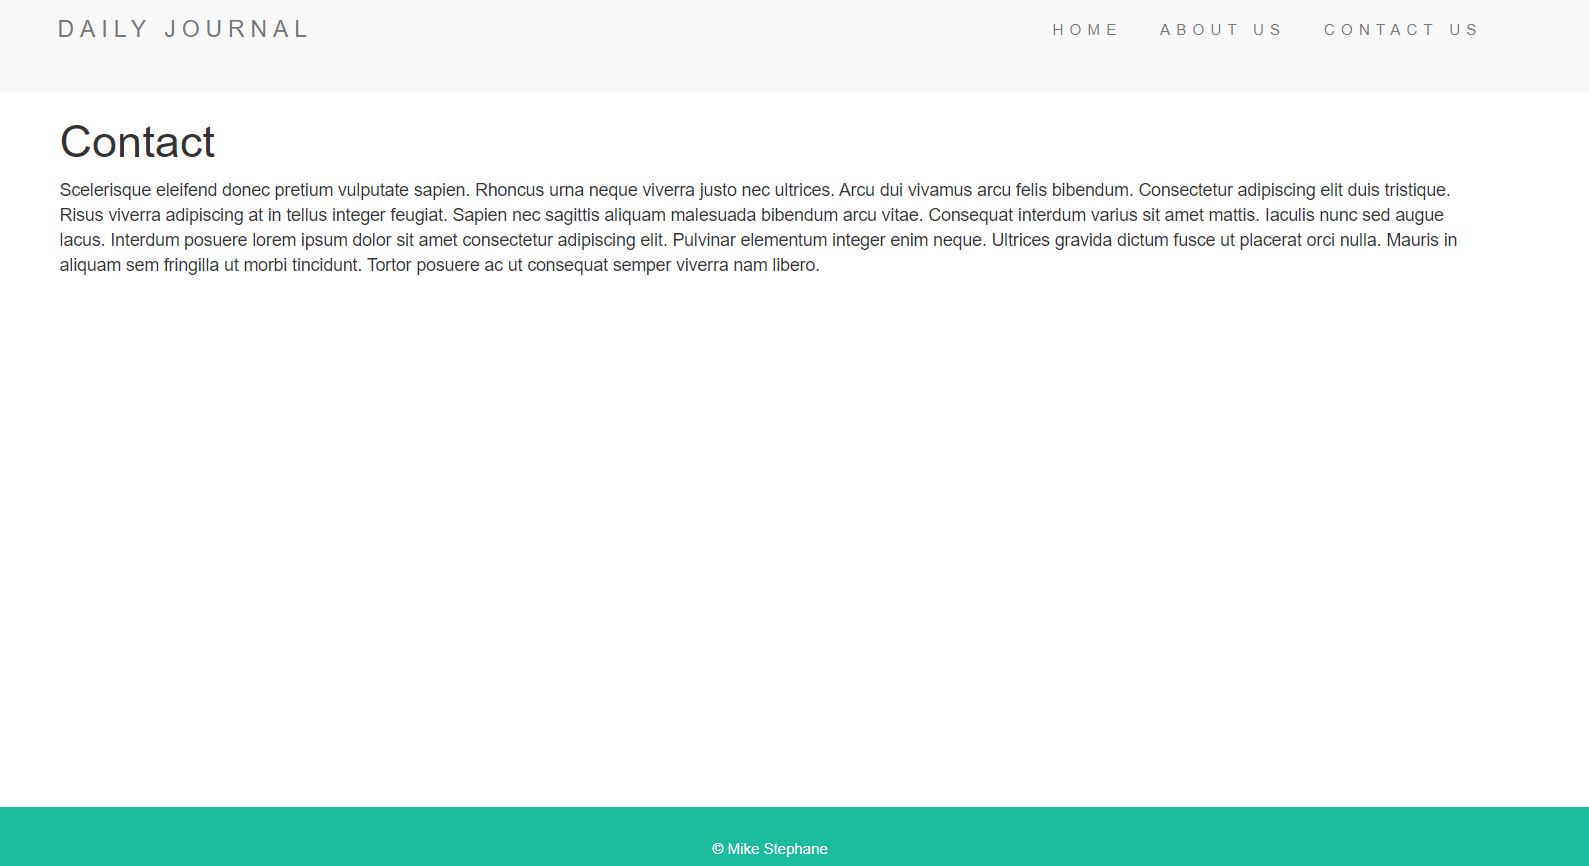 DAILY JOURNAL
HOME ABOUT US CONTACT US
Contact
Scelerisque eleifend donec pretium vulputate sapien. Rhoncus urna neque viverra justo nec ultrices. Arcu dui vivamus arcu felis bibendum. Consectetur adipiscing elit duis tristique.
Risus viverra adipiscing at in tellus integer feugiat. Sapien nec sagittis aliquam malesuada bibendum arcu vitae. Consequat interdum varius sit amet mattis. Iaculis nunc sed augue
lacus. Interdum posuere lorem ipsum dolor sit amet consectetur adipiscing elit. Pulvinar elementum integer enim neque. Ultrices gravida dictum fusce ut placerat orci nulla. Mauris in
aliquam sem fringilla ut morbi tincidunt. Tortor posuere ac ut consequat semper viverra nam libero.
© Mike Stephane